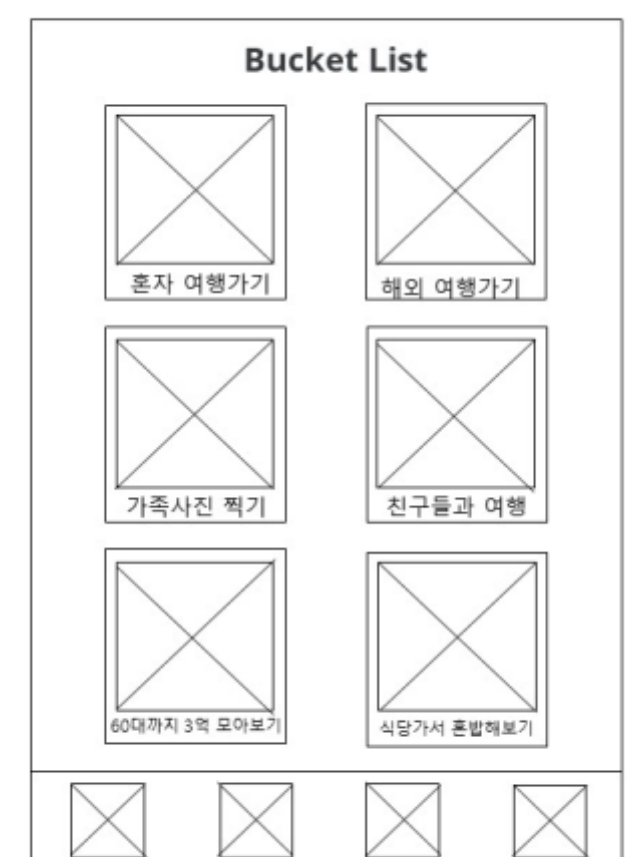 Bucket List
혼자 여행가기
해외 여행가기
가족사진 찍기
친구들과 여행
60대까지 3억 모아보기
식당가서 혼밥해보기